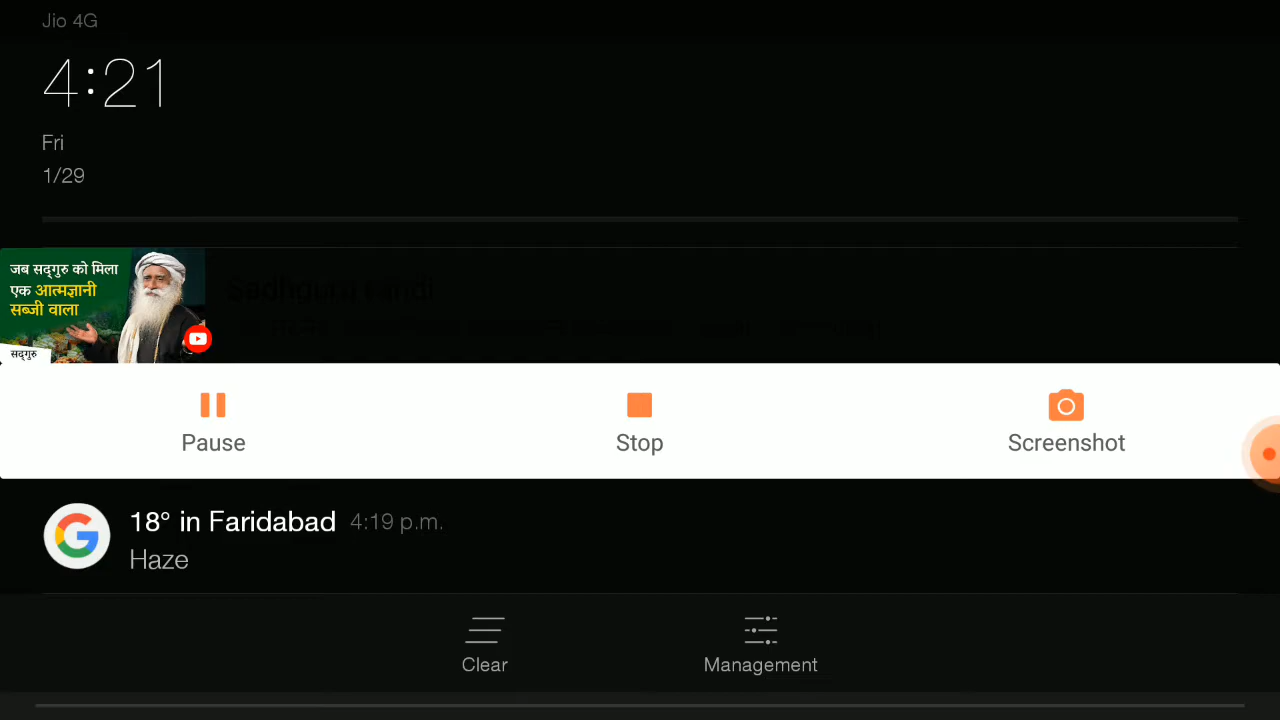 Jio 4G
4:21
Fri
1/29
जब सद्गुरु को मिला
एक आत्मज्ञानी
सब्जी वाला
सद्गुरु
Sadhguru
Pause
Stop
Screenshot
18° in Faridabad 4:19 p.m.
Haze
Clear
Management